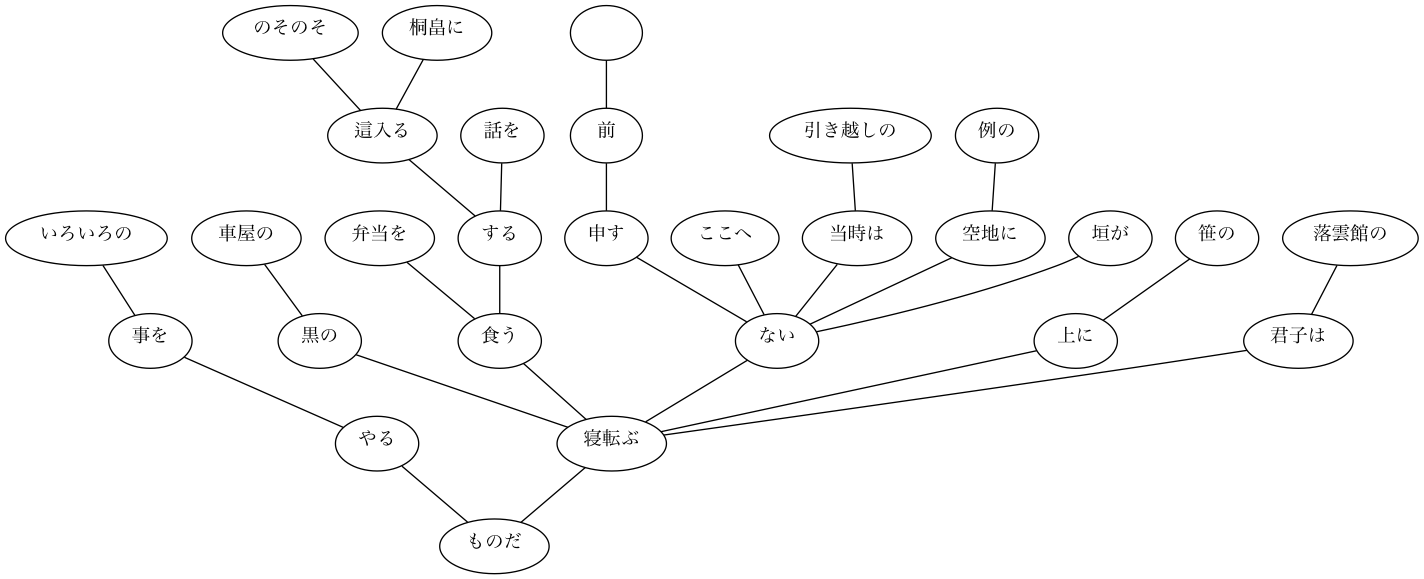 のそのそ
桐畠に
這入る
話を
前
引き越しの
例の
いろいろの
車屋の
弁当を
する
申す
ここへ
当時は
空地に
垣が
笹の
落雲館の
事を
黒の
食う
ない
上に
君子は
やる
寝転ぶ
ものだ